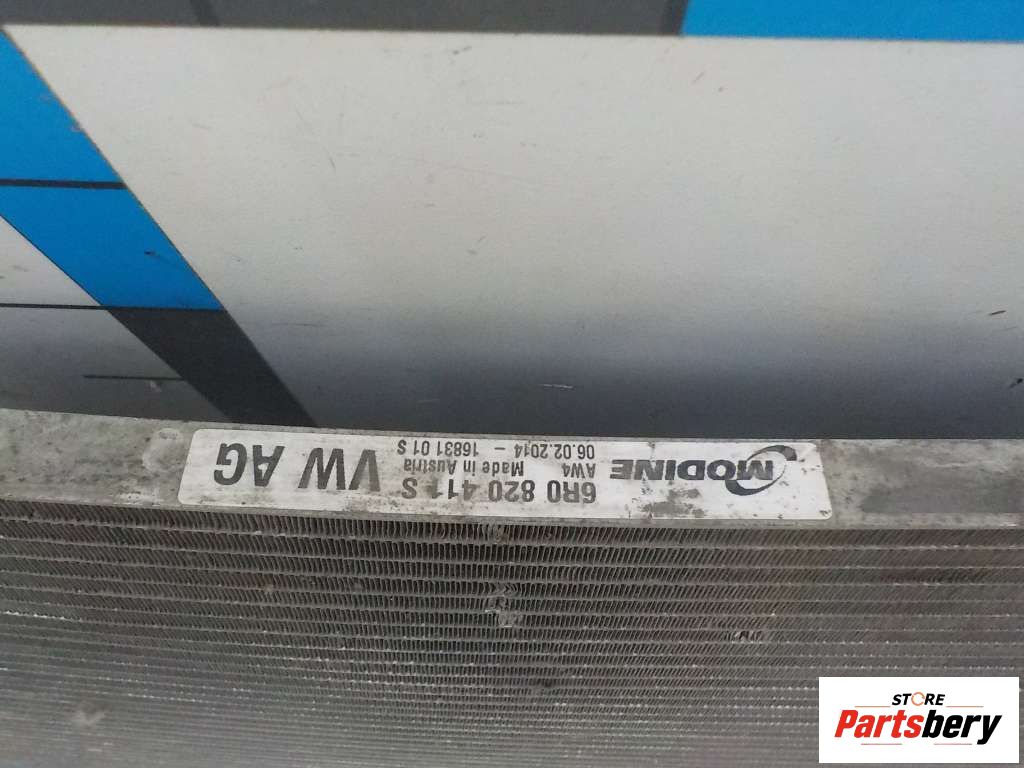 MODINE
6R0 820 411 S
AW4 Made in Austria
06.02.2014 - 16831 01 S
VW AG
STORE
Partsbery